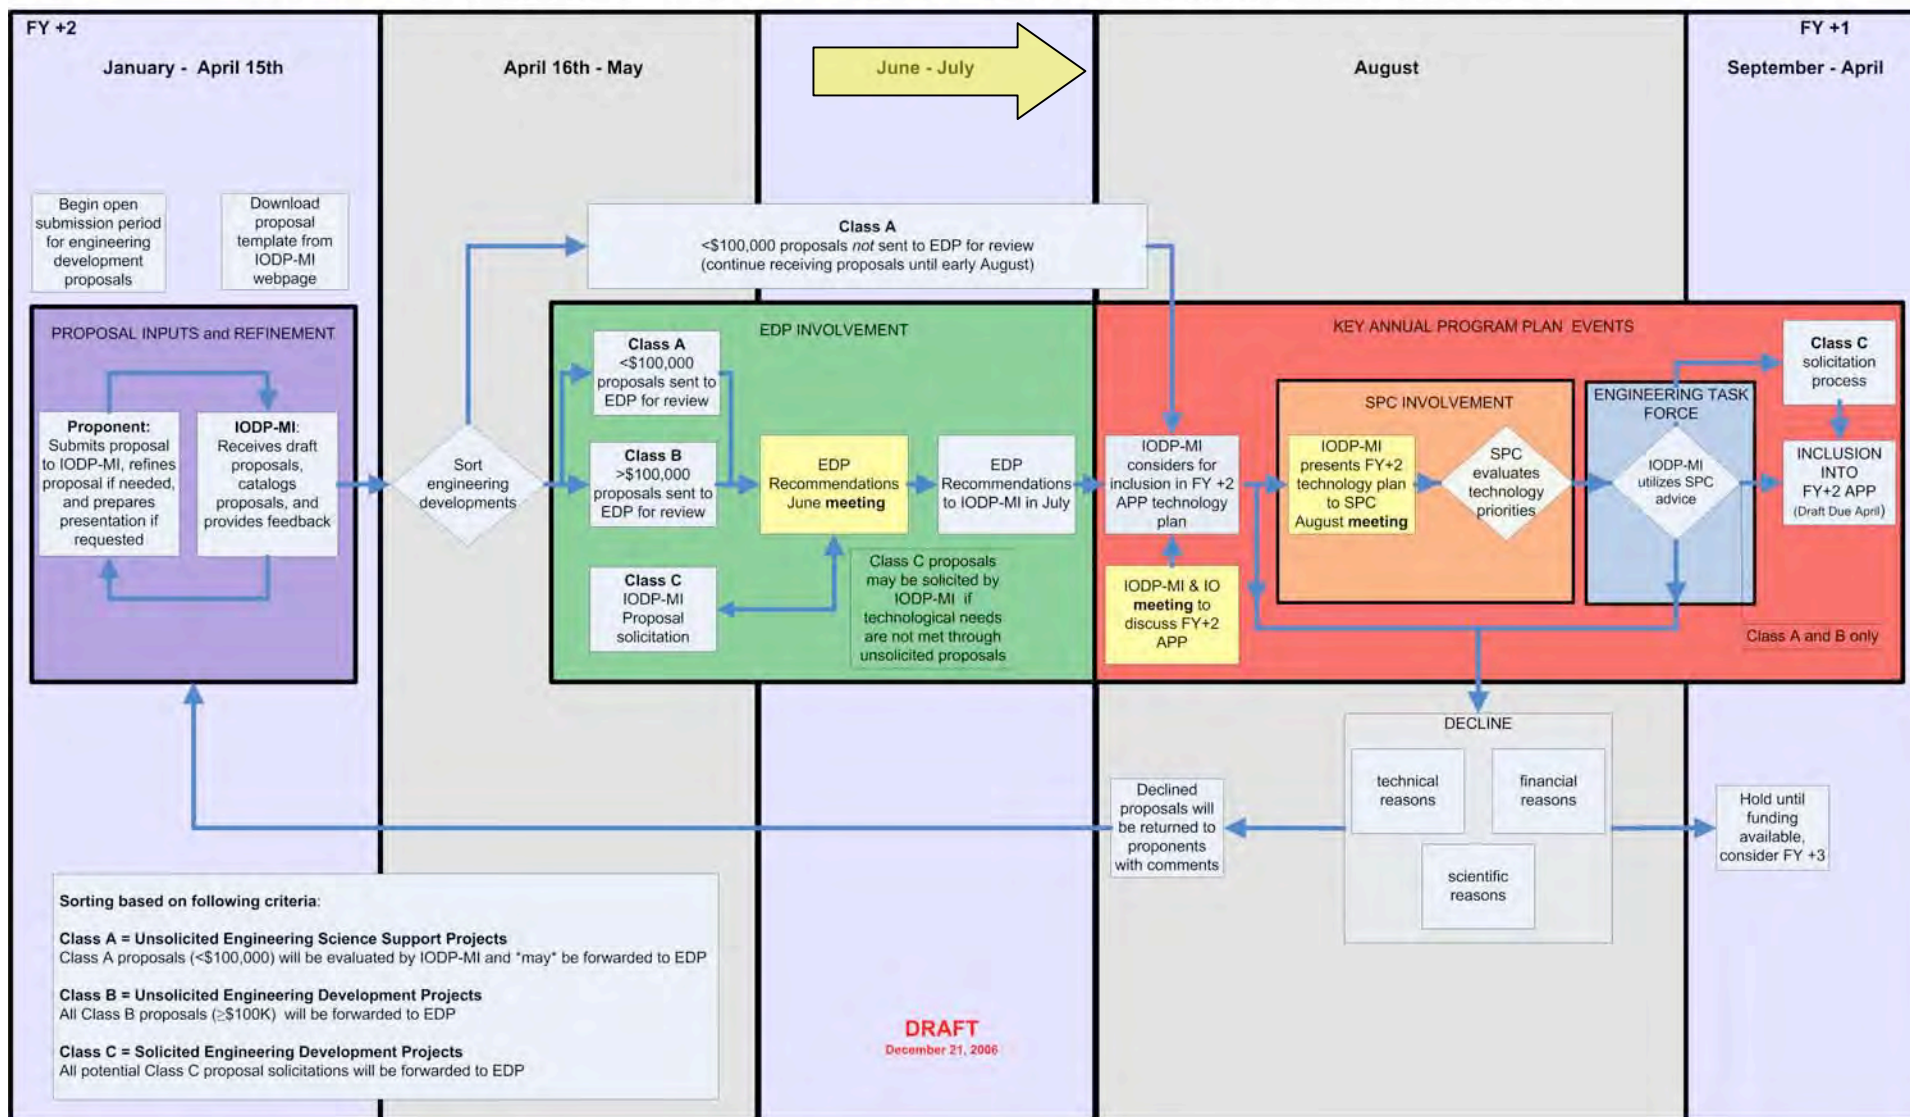 FY +2
January - April 15th
April 16th - May
June - July
August
FY +1
September - April
Begin open
submission period
for engineering
development
proposals
Download
proposal
template from
IODP-MI
webpage
Class A
<$100,000 proposals not sent to EDP for review
(continue receiving proposals until early August)
PROPOSAL INPUTS and REFINEMENT
Proponent:
Submits proposal
to IODP-MI, refines
proposal if needed,
and prepares
presentation if
requested
IODP-MI:
Receives draft
proposals,
catalogs
proposals, and
provides feedback
Sort
engineering
developments
EDP INVOLVEMENT
Class A
<$100,000
proposals sent to
EDP for review
Class B
>$100,000
proposals sent to
EDP for review
Class C
IODP-MI
Proposal
solicitation
EDP
Recommendations
June meeting
EDP
Recommendations
to IODP-MI in July
Class C proposals
may be solicited by
IODP-MI if
technological needs
are not met through
unsolicited proposals
KEY ANNUAL PROGRAM PLAN EVENTS
IODP-MI
considers for
inclusion in FY +2
APP technology
plan
IODP-MI & IO
meeting to
discuss FY+2
APP
SPC INVOLVEMENT
IODP-MI
presents FY+2
technology plan
to SPC
August meeting
SPC
evaluates
technology
priorities
ENGINEERING TASK
FORCE
IODP-MI
utilizes SPC
advice
Class C
solicitation
process
INCLUSION
INTO
FY+2 APP
(Draft Due April)
Class A and B only
DECLINE
technical
reasons
financial
reasons
scientific
reasons
Declined
proposals will
be returned to
proponents
with comments
Hold until
funding
available,
consider FY +3
Sorting based on following criteria:
Class A = Unsolicited Engineering Science Support Projects
Class A proposals (<$100,000) will be evaluated by IODP-MI and *may* be forwarded to EDP
Class B = Unsolicited Engineering Development Projects
All Class B proposals (≥$100K) will be forwarded to EDP
Class C = Solicited Engineering Development Projects
All potential Class C proposal solicitations will be forwarded to EDP
DRAFT
December 21, 2006